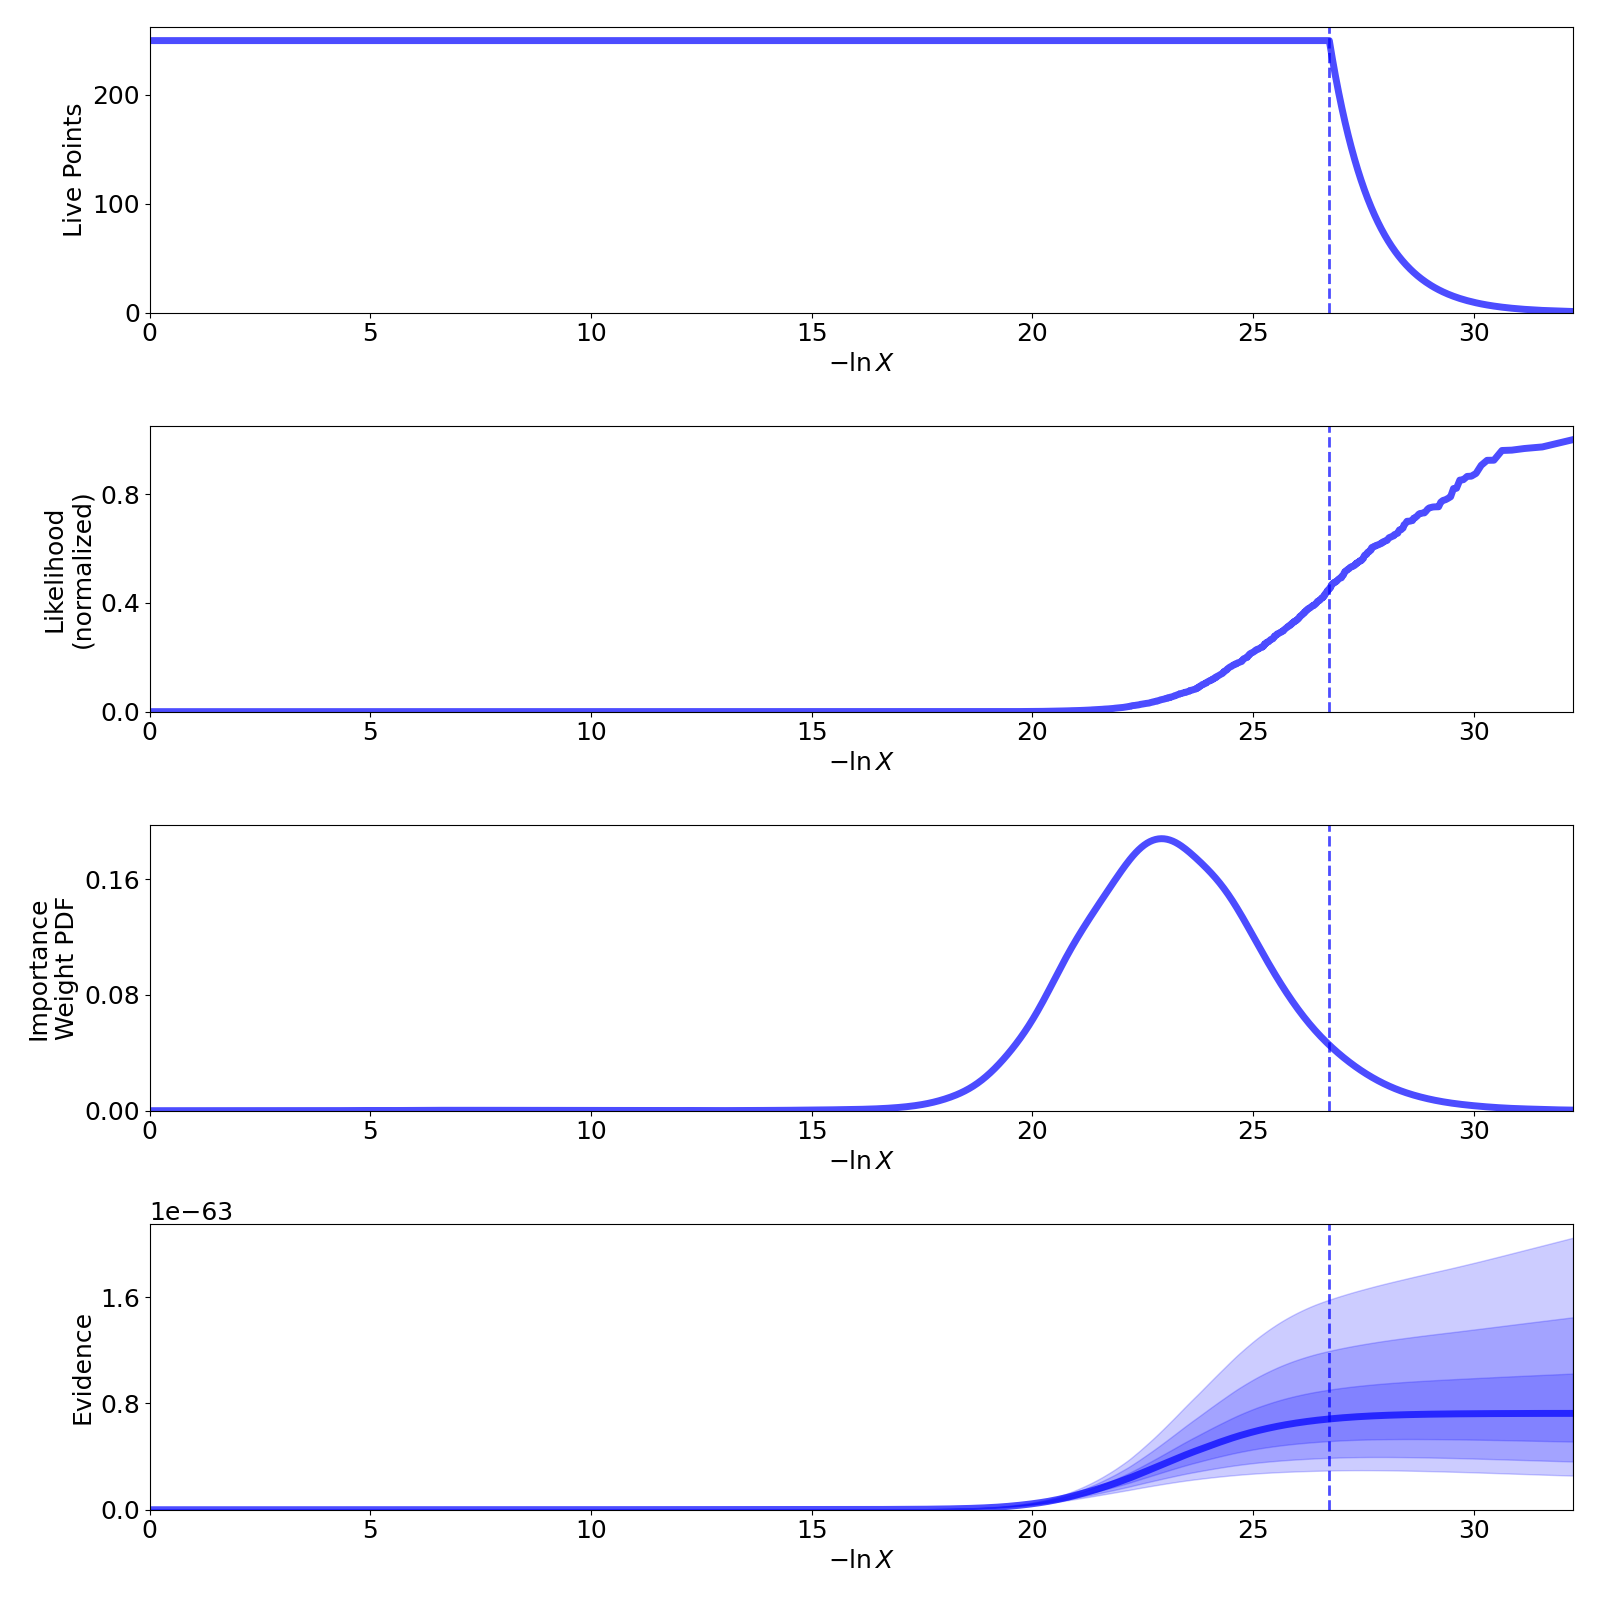 Live Points
200
100
0
0 5 10 15 20 25 30
−ln X
Likelihood
(normalized)
0.8
0.4
0.0
0 5 10 15 20 25 30
−ln X
Importance
Weight PDF
0.16
0.08
0.00
0 5 10 15 20 25 30
−ln X
1e−63
Evidence
1.6
0.8
0.0
0 5 10 15 20 25 30
−ln X